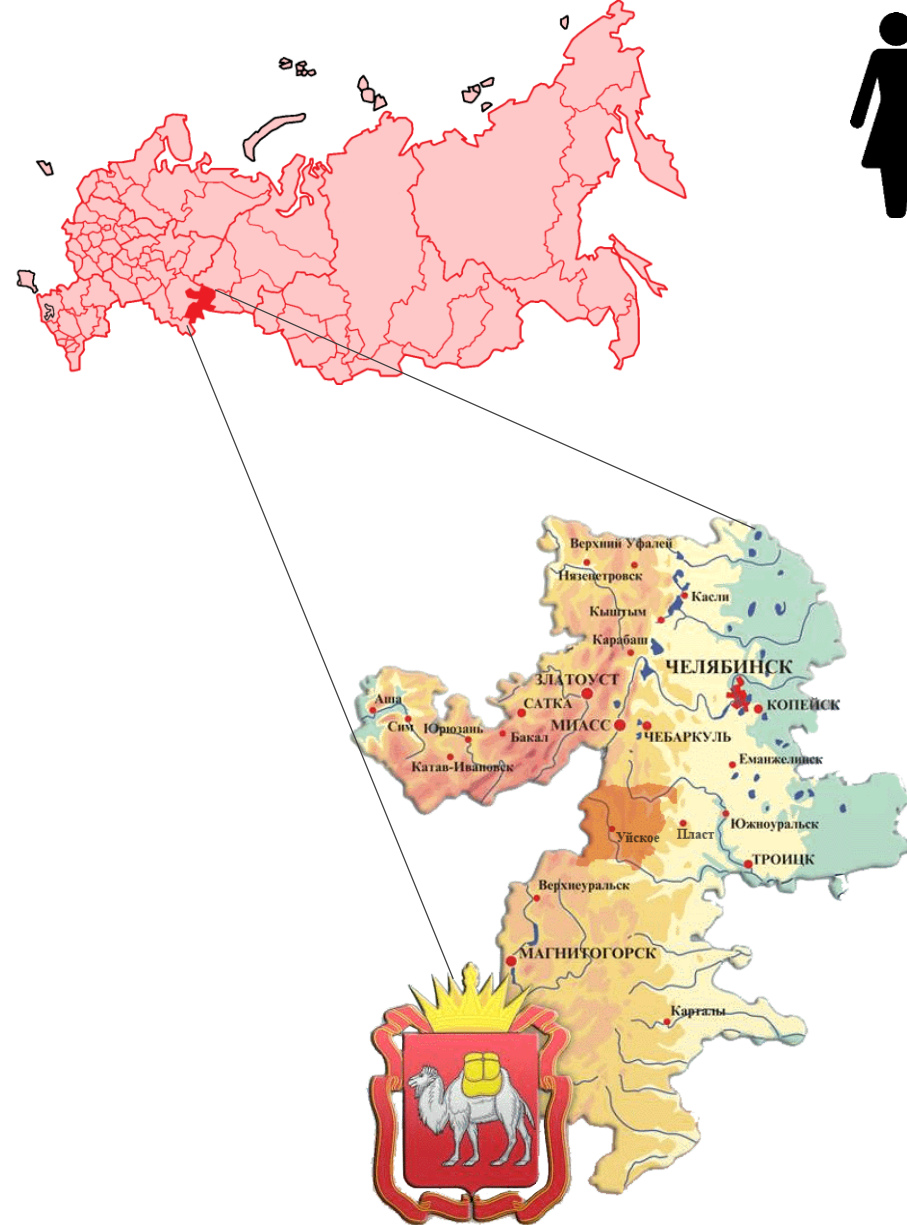 Верхний Уфалей
Нязепетровск
Касли
Кыштым
Карабаш
ЧЕЛЯБИНСК
ЗЛАТОУСТ
Аша
САТКА
КОПЕЙСК
Сим
Юрюзань
МИАСС
Бакал
ЧЕБАРКУЛЬ
Катав-Ивановск
Еманжелинск
Южноуральск
Уйское
Пласт
ТРОИЦК
Верхнеуральск
МАГНИТОГОРСК
Карталы